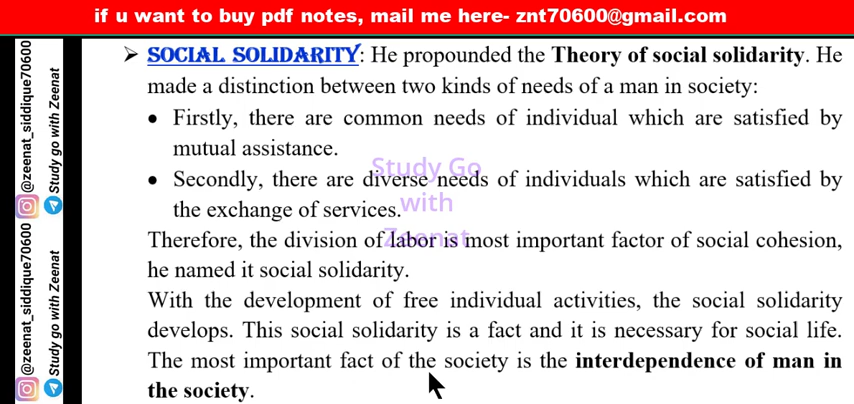 if u want to buy pdf notes, mail me here- znt70600@gmail.com
➤ SOCIAL SOLIDARITY: He propounded the Theory of social solidarity. He
made a distinction between two kinds of needs of a man in society:
• Firstly, there are common needs of individual which are satisfied by
mutual assistance.
• Secondly, there are diverse needs of individuals which are satisfied by
the exchange of services.
Therefore, the division of labor is most important factor of social cohesion,
he named it social solidarity.
With the development of free individual activities, the social solidarity
develops. This social solidarity is a fact and it is necessary for social life.
The most important fact of the society is the interdependence of man in
the society.
Study Go
with
Zeenat
@zeenat_siddique70600
Study go with Zeenat
@zeenat_siddique70600
Study go with Zeenat